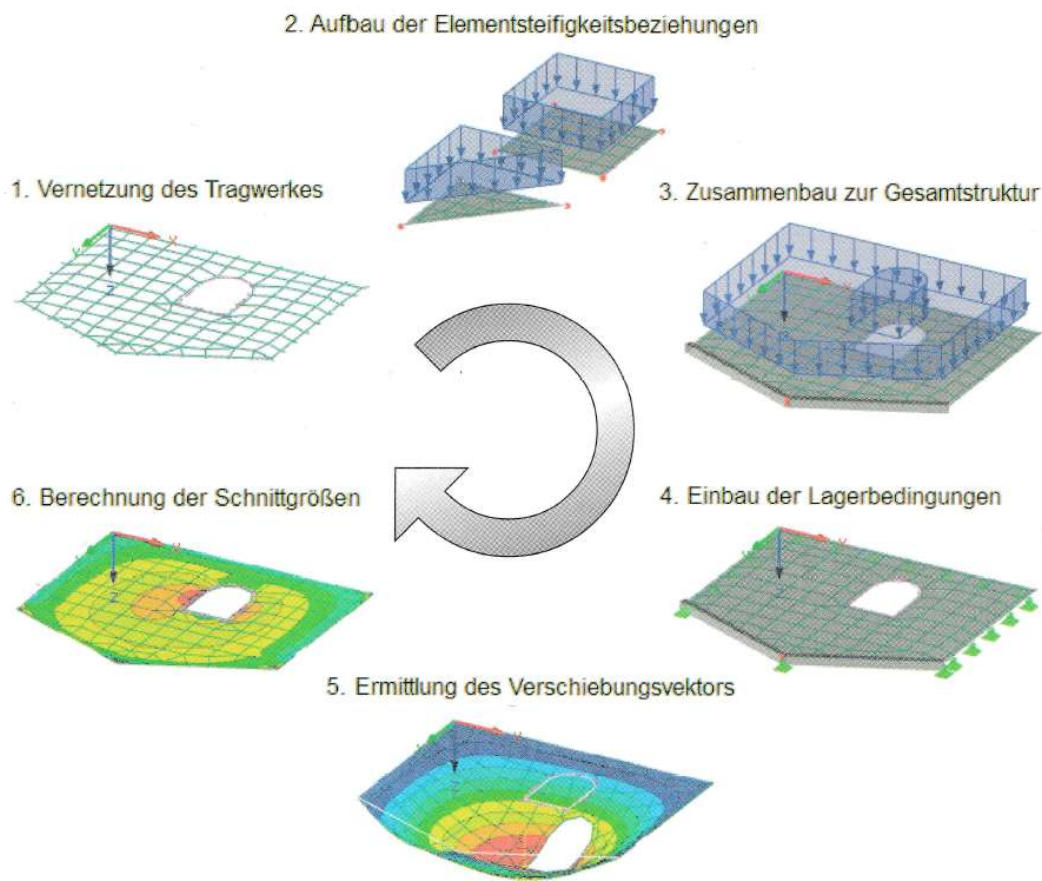 2. Aufbau der Elementsteifigkeitsbeziehungen
1. Vernetzung des Tragwerkes
3. Zusammenbau zur Gesamtstruktur
X
Y
Z
6. Berechnung der Schnittgrößen
4. Einbau der Lagerbedingungen
Z
5. Ermittlung des Verschiebungsvektors